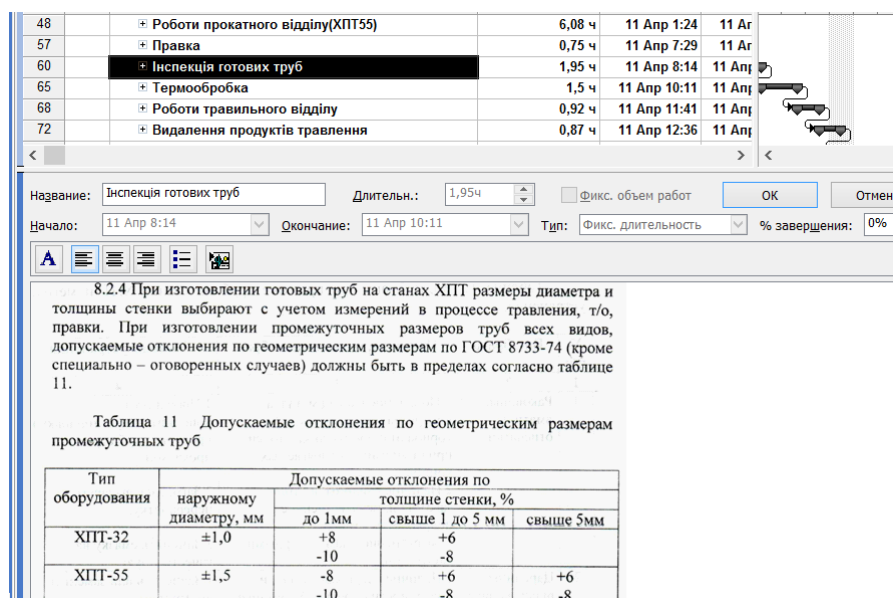 48 Роботи прокатного відділу(ХПТ55) 6,08 ч 11 Апр 1:24 11 Ап
57 Правка 0,75 ч 11 Апр 7:29 11 Ап
60 Інспекція готових труб 1,95 ч 11 Апр 8:14 11 Апр
65 Термообробка 1,5 ч 11 Апр 10:11 11 Апр
68 Роботи травильного відділу 0,92 ч 11 Апр 11:41 11 Апр
72 Видалення продуктів травлення 0,87 ч 11 Апр 12:36 11 Апр
Название: Інспекція готових труб Длительн.: 1,95ч Фикс. объем работ ОК Отмен
Начало: 11 Апр 8:14 Окончание: 11 Апр 10:11 Тип: Фикс. длительность % завершения: 0%
A
8.2.4 При изготовлении готовых труб на станах ХПТ размеры диаметра и
толщины стенки выбирают с учетом измерений в процессе травления, т/о,
правки. При изготовлении промежуточных размеров труб всех видов,
допускаемые отклонения по геометрическим размерам по ГОСТ 8733-74 (кроме
специально – оговоренных случаев) должны быть в пределах согласно таблице
11.
Таблица 11 Допускаемые отклонения по геометрическим размерам
промежуточных труб
Тип Допускаемые отклонения по
оборудования наружному толщине стенки, %
диаметру, мм до 1мм свыше 1 до 5 мм свыше 5мм
ХПТ-32 ±1,0 +8 +6
-10 -8
ХПТ-55 ±1,5 -8 +6 +6
-10 -8 -8